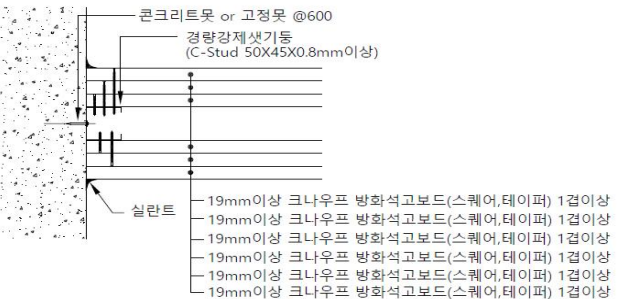 콘크리트못 or 고정못 @600
경량강제샛기둥
(C-Stud 50X45X0.8mm이상)
실란트
19mm이상 크나우프 방화석고보드(스퀘어,테이퍼) 1겹이상
19mm이상 크나우프 방화석고보드(스퀘어,테이퍼) 1겹이상
19mm이상 크나우프 방화석고보드(스퀘어,테이퍼) 1겹이상
19mm이상 크나우프 방화석고보드(스퀘어,테이퍼) 1겹이상
19mm이상 크나우프 방화석고보드(스퀘어,테이퍼) 1겹이상
19mm이상 크나우프 방화석고보드(스퀘어,테이퍼) 1겹이상